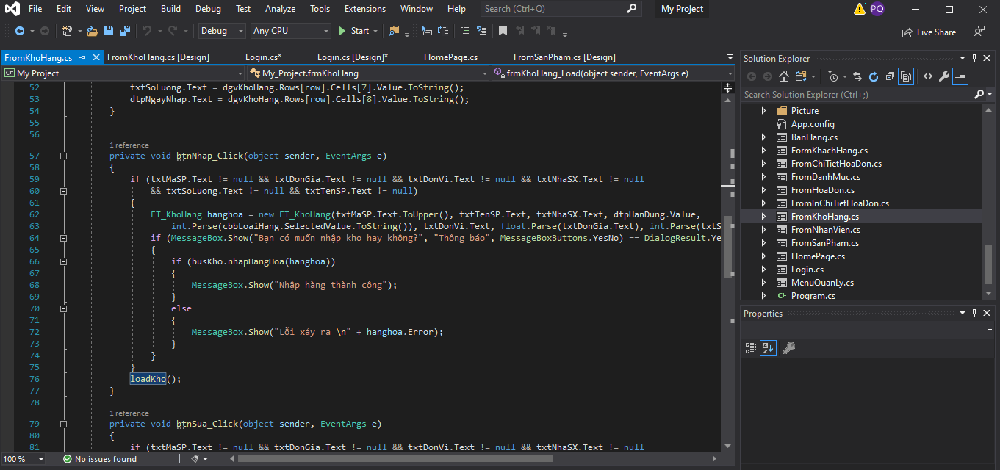 File Edit View Project Build Debug Test Analyze Tools Extensions Window Help Search (Ctrl+Q) My Project PQ
Debug Any CPU Start Live Share
FromKhoHang.cs FromKhoHang.cs [Design] Login.cs* Login.cs [Design]* HomePage.cs FromSanPham.cs [Design]
My Project My_Project.frmKhoHang frmKhoHang_Load(object sender, EventArgs e)
52 txtSoLuong.Text = dgvKhoHang.Rows[row].Cells[7].Value.ToString();
53 dtpNgayNhap.Text = dgvKhoHang.Rows[row].Cells[8].Value.ToString();
54 }
55
56
1 reference
57 private void btnNhap_Click(object sender, EventArgs e)
58 {
59 if (txtMaSP.Text != null && txtDonGia.Text != null && txtDonVi.Text != null && txtNhaSX.Text != null
60 && txtSoLuong.Text != null && txtTenSP.Text != null)
61 {
62 ET_KhoHang hanghoa = new ET_KhoHang(txtMaSP.Text.ToUpper(), txtTenSP.Text, txtNhaSX.Text, dtpHanDung.Value,
63 int.Parse(cbbLoaiHang.SelectedValue.ToString()), txtDonVi.Text, float.Parse(txtDonGia.Text), int.Parse(txtS
64 if (MessageBox.Show("Bạn có muốn nhập kho hay không?", "Thông báo", MessageBoxButtons.YesNo) == DialogResult.Ye
65 {
66 if (busKho.nhapHangHoa(hanghoa))
67 {
68 MessageBox.Show("Nhập hàng thành công");
69 }
70 else
71 {
72 MessageBox.Show("Lỗi xảy ra \n" + hanghoa.Error);
73 }
74 }
75 }
76 loadKho();
77 }
78
1 reference
79 private void btnSua_Click(object sender, EventArgs e)
80 {
81 if (txtMaSP.Text != null && txtDonGia.Text != null && txtDonVi.Text != null && txtNhaSX.Text != null
100 % No issues found
Solution Explorer
Search Solution Explorer (Ctrl+;)
Picture
App.config
BanHang.cs
FormKhachHang.cs
FromChiTietHoaDon.cs
FromDanhMuc.cs
FromHoaDon.cs
FromInChiTietHoaDon.cs
FromKhoHang.cs
FromNhanVien.cs
FromSanPham.cs
HomePage.cs
Login.cs
MenuQuanLy.cs
C# Program.cs
Properties